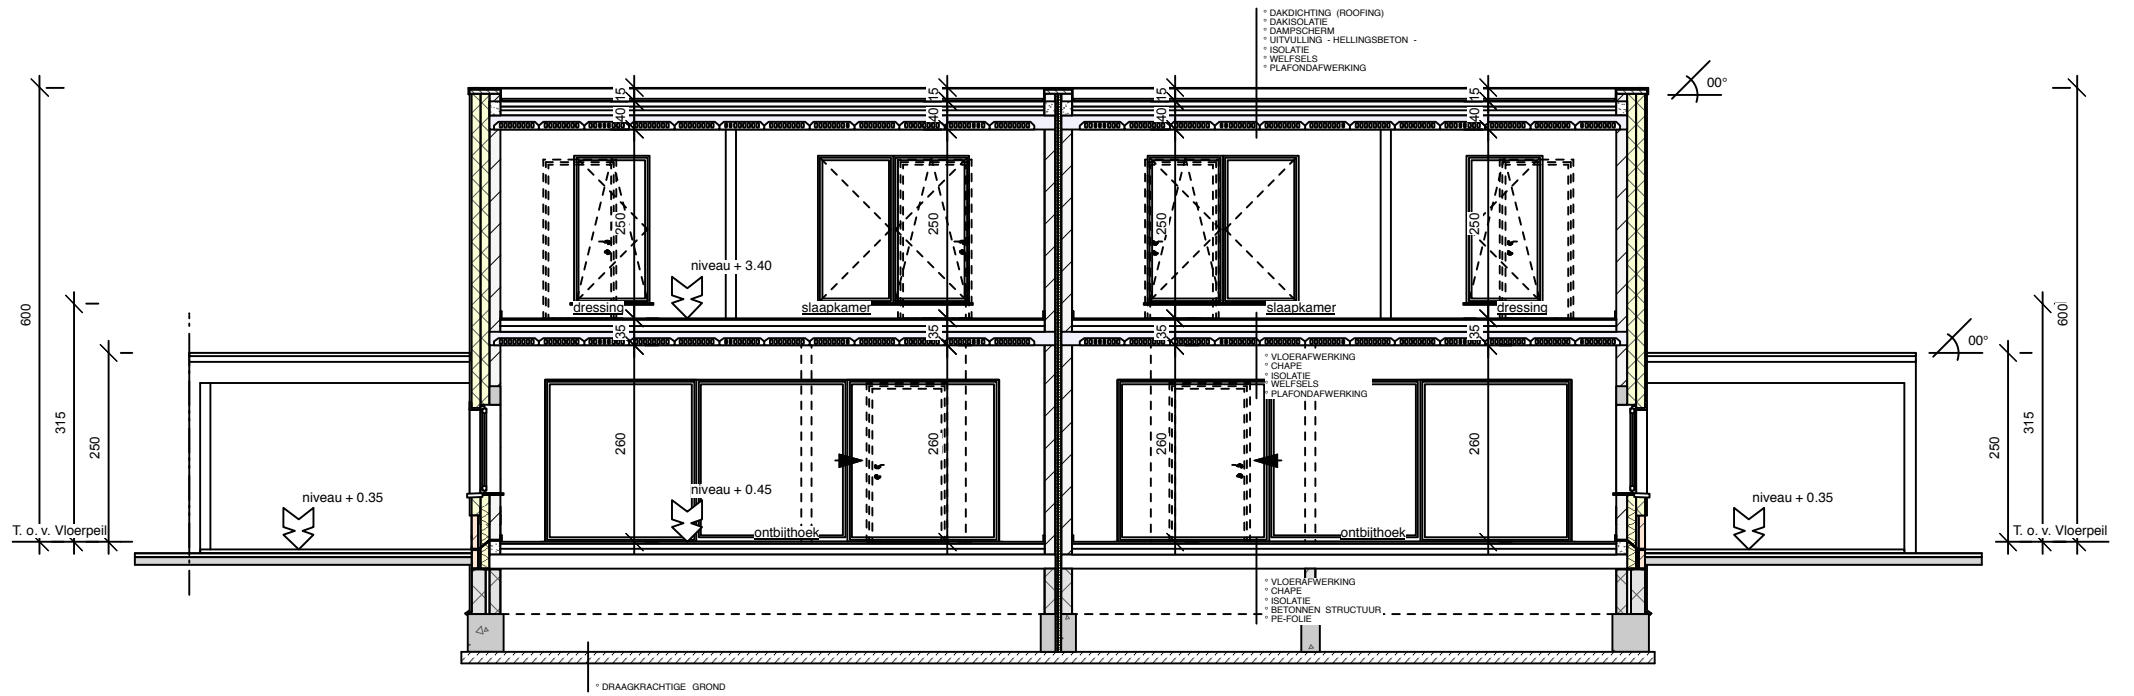 ° DAKDICHTING (ROOFING)
° DAKISOLATIE
° DAMPSCHERM
° UITVULLING - HELLINGSBETON -
° ISOLATIE
° WELFSELS
° PLAFONDAFWERKING
00°
15
15
15
15
40
40
40
40
250
250
250
250
niveau + 3.40
dressing
slaapkamer
slaapkamer
dressing
600
600
35
35
35
35
00°
° VLOERAFWERKING
° CHAPE
° ISOLATIE
° WELFSELS
° PLAFONDAFWERKING
315
250
260
260
260
260
250
315
niveau + 0.35
niveau + 0.45
niveau + 0.35
T. o. v. Vloerpeil
ontbijthoek
ontbijthoek
T. o. v. Vloerpeil
° VLOERAFWERKING
° CHAPE
° ISOLATIE
° BETONNEN STRUCTUUR
° PE-FOLIE
° DRAAGKRACHTIGE GROND